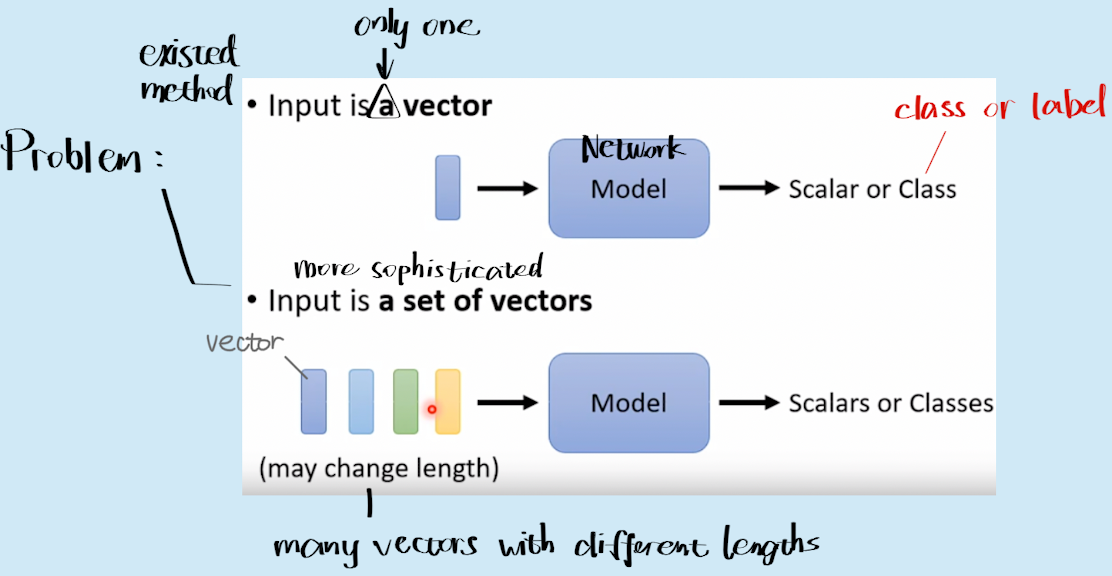 only one
existed
method
• Input is a vector
class or label
Problem :
Network
Model
Scalar or Class
more sophisticated
• Input is a set of vectors
vector
Model
Scalars or Classes
(may change length)
many vectors with different lengths